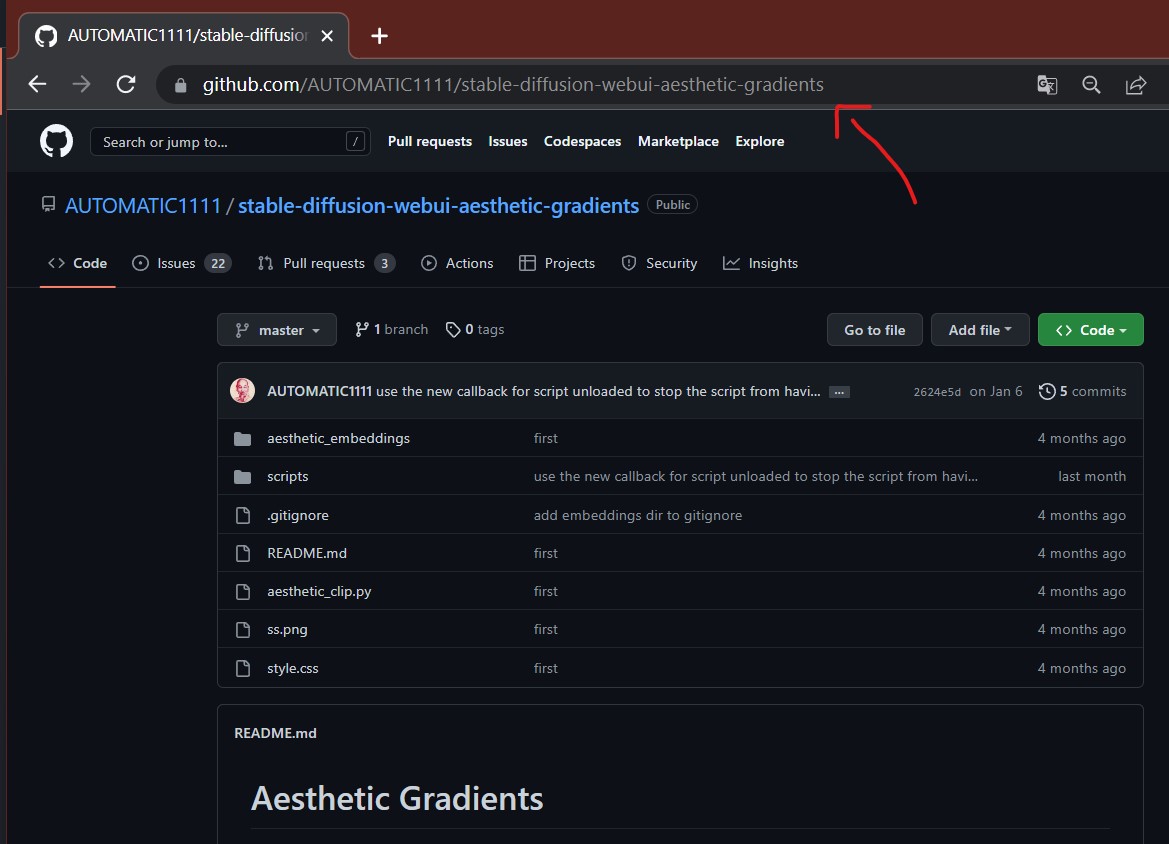 AUTOMATIC1111/stable-diffusion
github.com/AUTOMATIC1111/stable-diffusion-webui-aesthetic-gradients
Search or jump to... / Pull requests Issues Codespaces Marketplace Explore
AUTOMATIC1111 / stable-diffusion-webui-aesthetic-gradients Public
Code Issues 22 Pull requests 3 Actions Projects Security Insights
master 1 branch 0 tags Go to file Add file Code
AUTOMATIC1111 use the new callback for script unloaded to stop the script from havi... ... 2624e5d on Jan 6 5 commits
aesthetic_embeddings first 4 months ago
scripts use the new callback for script unloaded to stop the script from havi... last month
.gitignore add embeddings dir to gitignore 4 months ago
README.md first 4 months ago
aesthetic_clip.py first 4 months ago
ss.png first 4 months ago
style.css first 4 months ago
README.md
Aesthetic Gradients